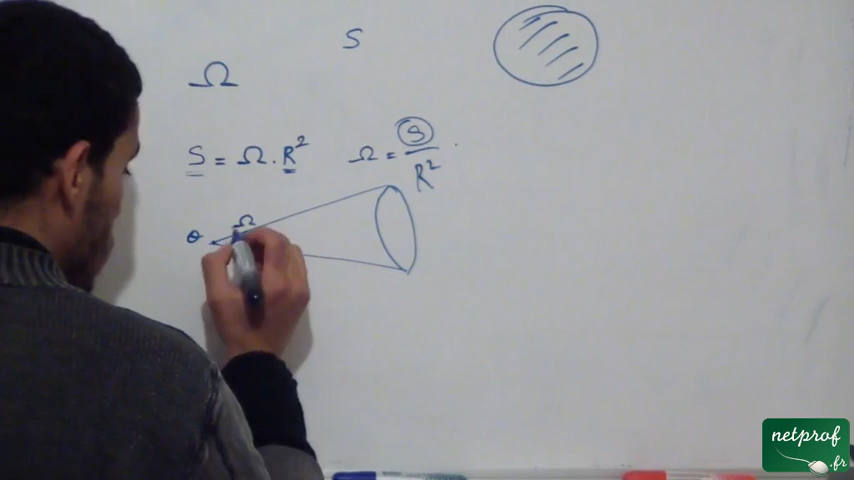 S
Ω
S = Ω . R²
Ω = S / R²
Ω
θ
netprof
.fr